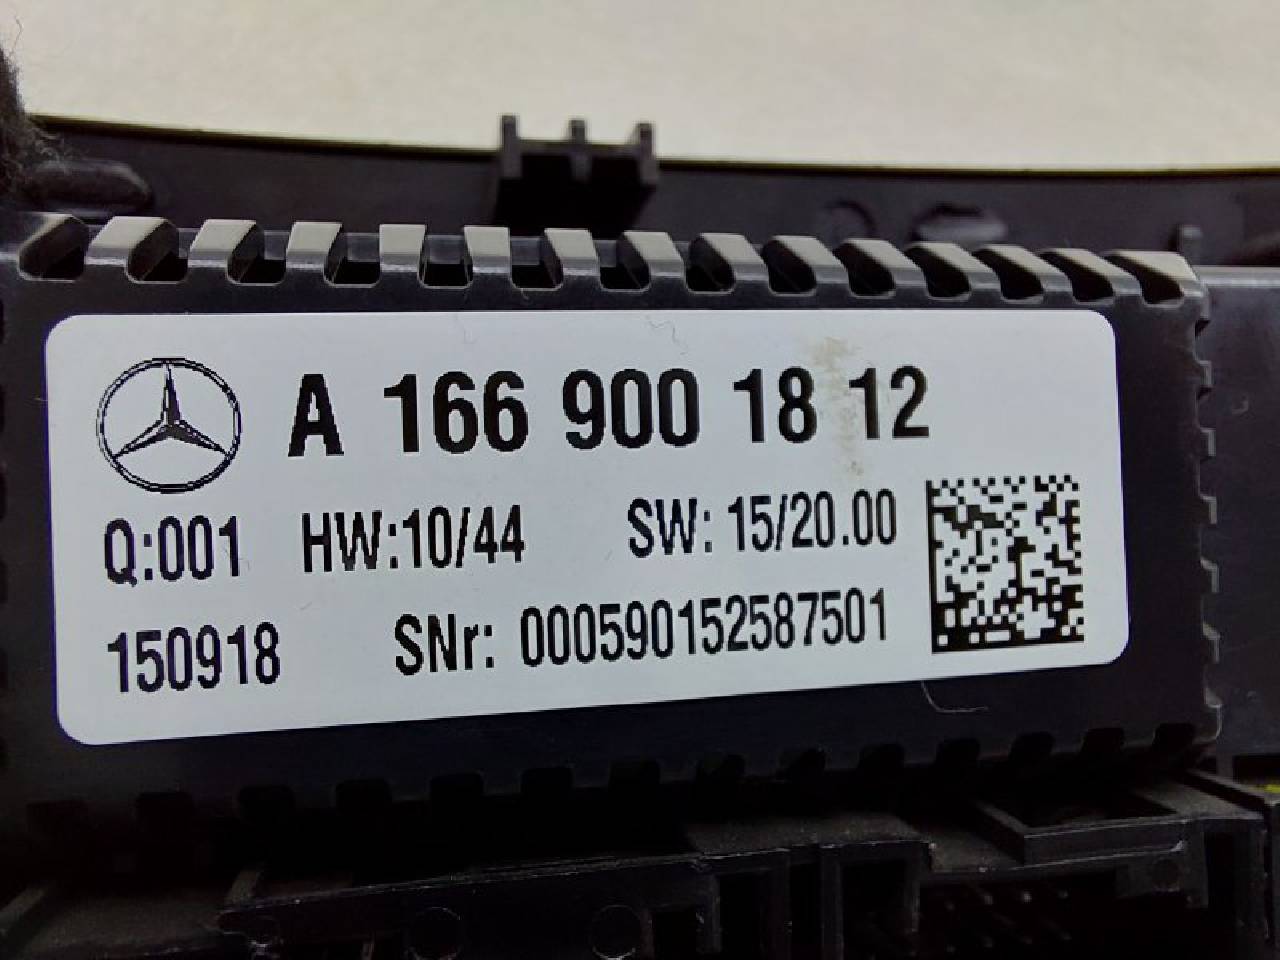 A 166 900 18 12
Q:001 HW:10/44 SW: 15/20.00
150918 SNr: 000590152587501